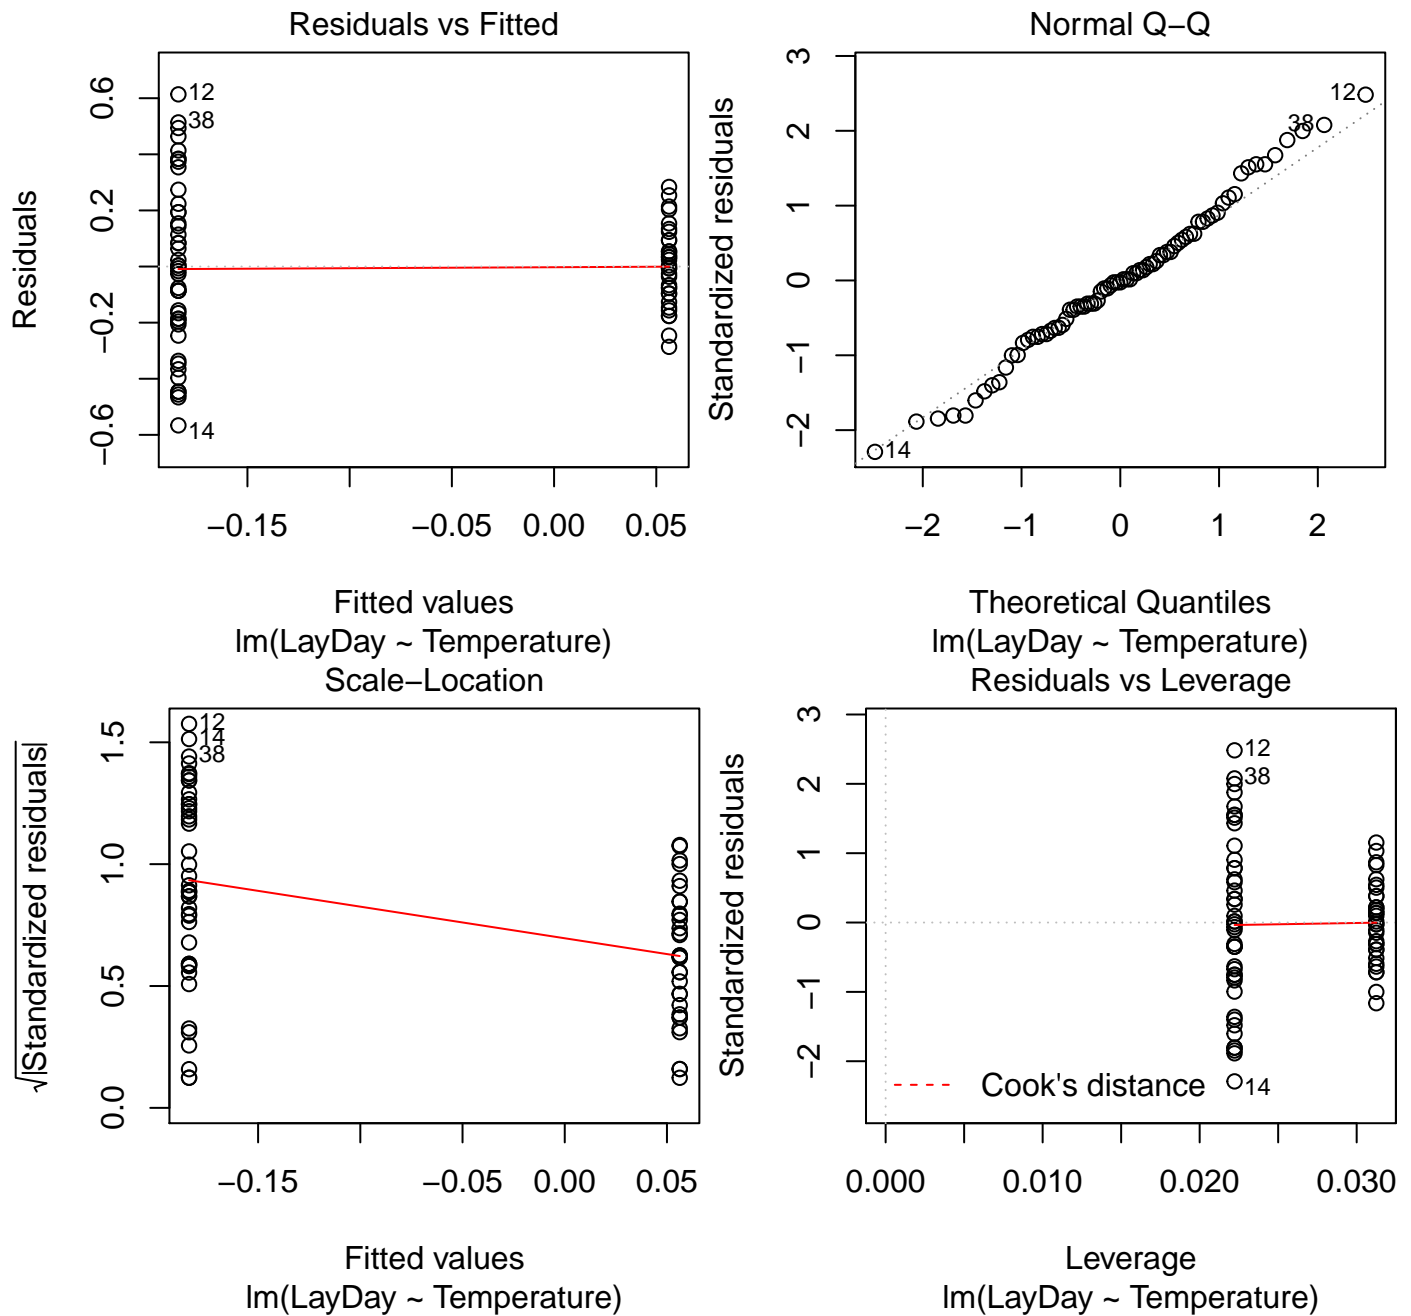 Residuals vs Fitted
Residuals
0.6
0.2
−0.2
−0.6
12
38
14
−0.15 −0.05 0.00 0.05
Fitted values
lm(LayDay ~ Temperature)
Normal Q−Q
Standardized residuals
3
2
1
0
−1
−2
12
38
14
−2 −1 0 1 2
Theoretical Quantiles
lm(LayDay ~ Temperature)
Scale−Location
√|Standardized residuals|
1.5
1.0
0.5
0.0
12
14
38
−0.15 −0.05 0.00 0.05
Fitted values
lm(LayDay ~ Temperature)
Residuals vs Leverage
Standardized residuals
3
2
1
0
−1
−2
12
38
14
Cook's distance
0.000 0.010 0.020 0.030
Leverage
lm(LayDay ~ Temperature)